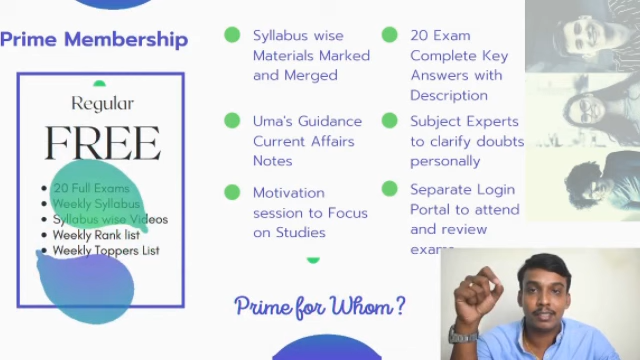 Prime Membership
Regular
FREE
20 Full Exams
Weekly Syllabus
Syllabus wise Videos
Weekly Rank list
Weekly Toppers List
Syllabus wise
Materials Marked
and Merged
Uma's Guidance
Current Affairs
Notes
Motivation
session to Focus
on Studies
20 Exam
Complete Key
Answers with
Description
Subject Experts
to clarify doubts
personally
Separate Login
Portal to attend
and review
exams
Prime for Whom?